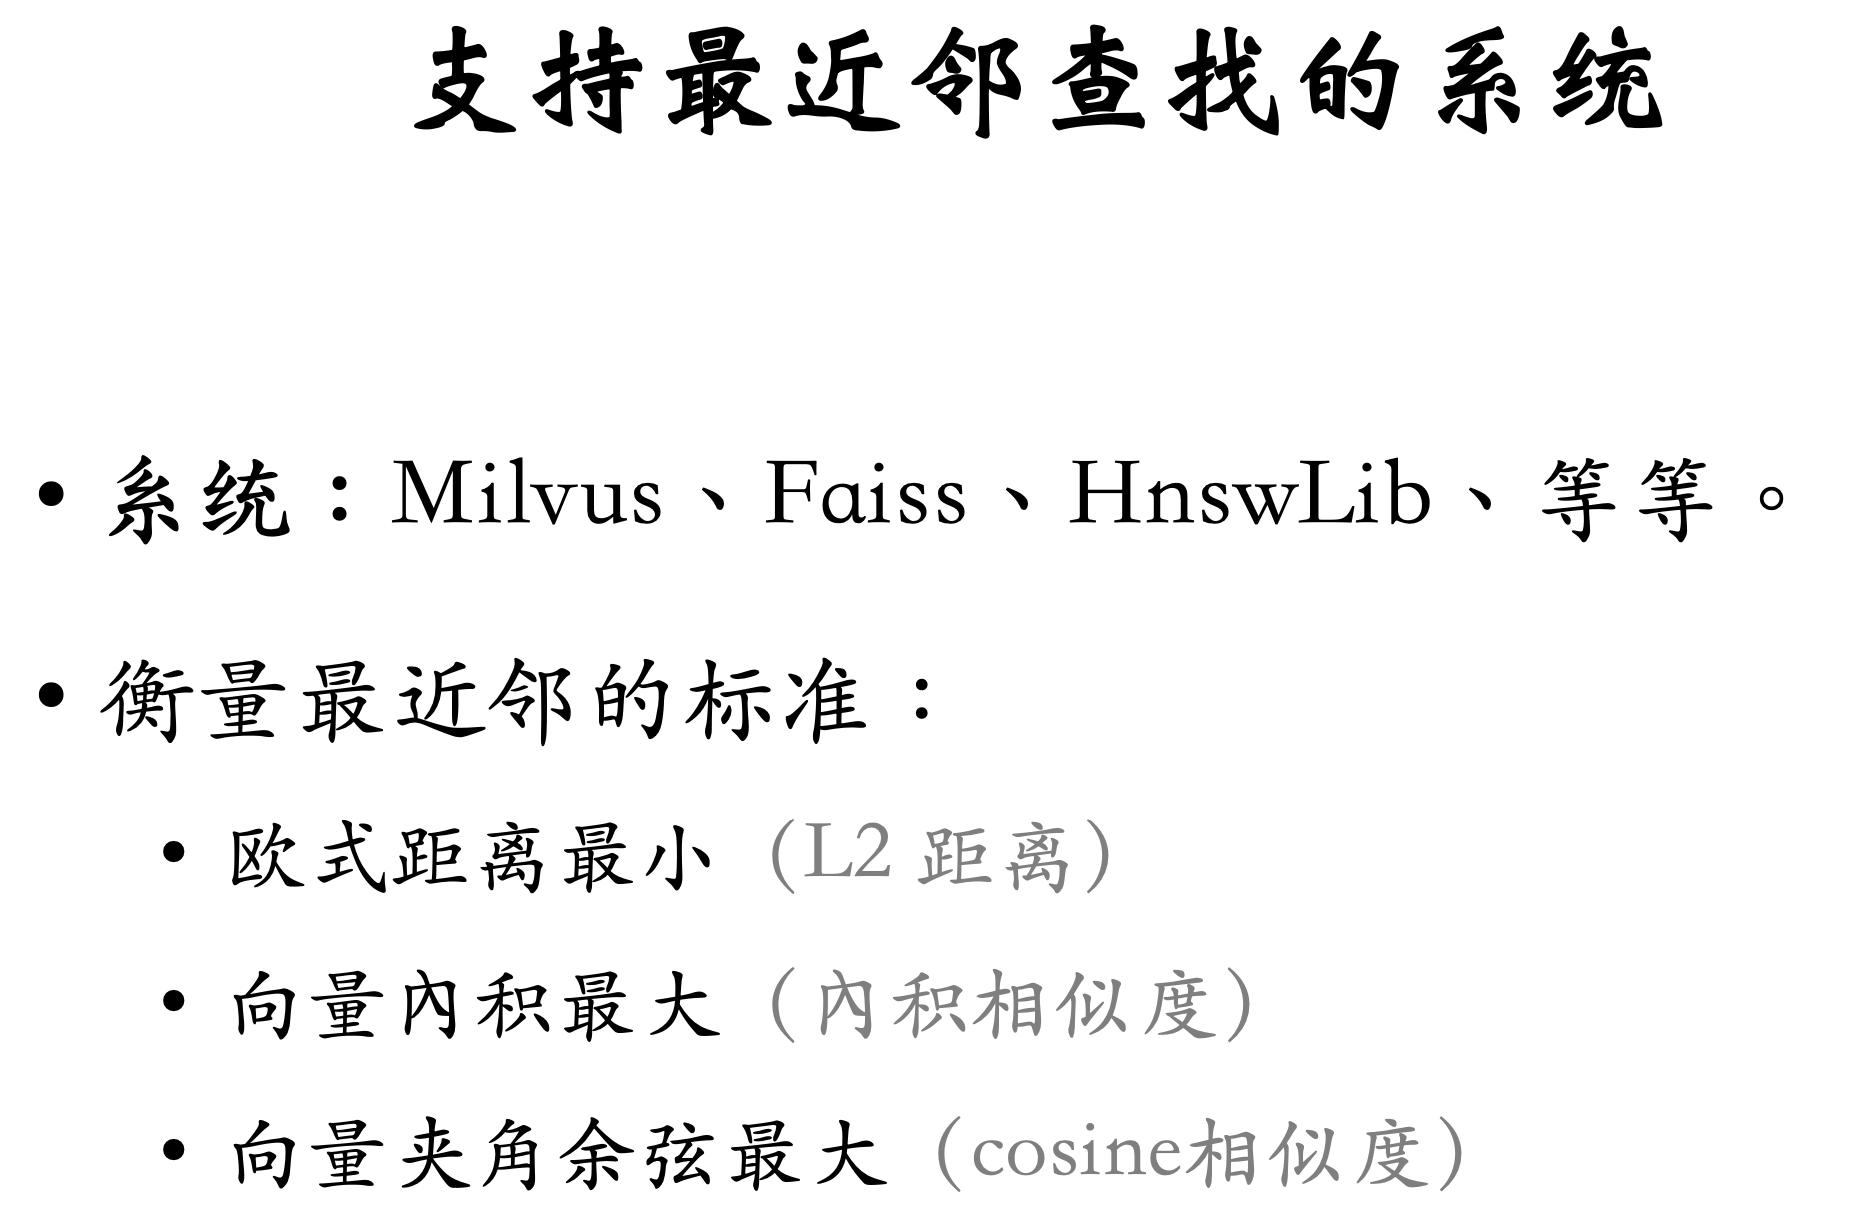 支持最近邻查找的系统
• 系统：Milvus、Faiss、HnswLib、等等。
• 衡量最近邻的标准：
• 欧式距离最小（L2 距离）
• 向量內积最大（內积相似度）
• 向量夹角余弦最大（cosine相似度）